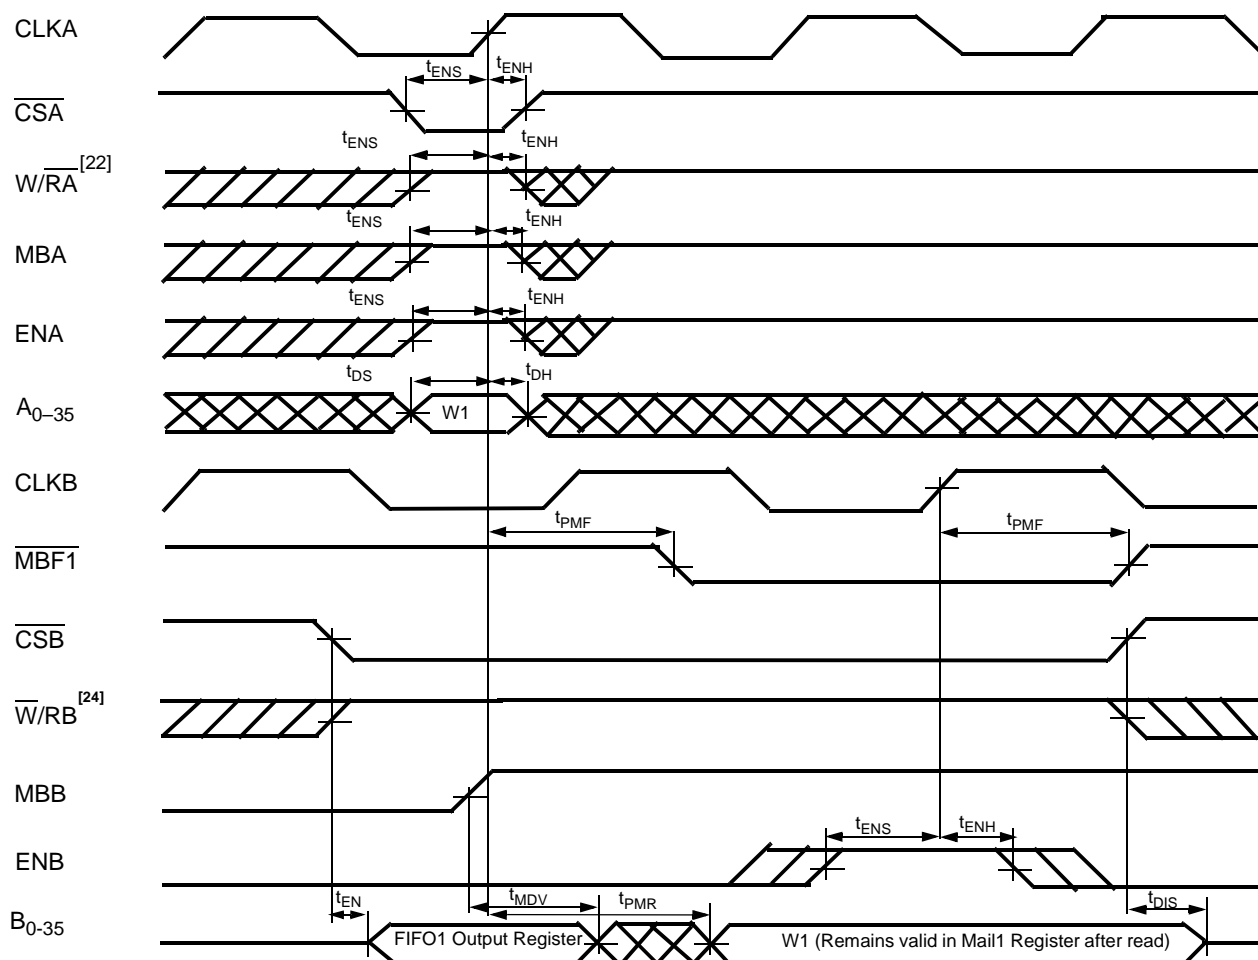 CLKA
tENS tENH
CSA
tENS tENH
W/RA[22]
tENS tENH
MBA
tENS tENH
ENA
tDS tDH
A0–35 W1
CLKB
tPMF tPMF
MBF1
CSB
W/RB[24]
MBB
tENS tENH
ENB
tEN tMDV tPMR tDIS
B0-35 FIFO1 Output Register W1 (Remains valid in Mail1 Register after read)